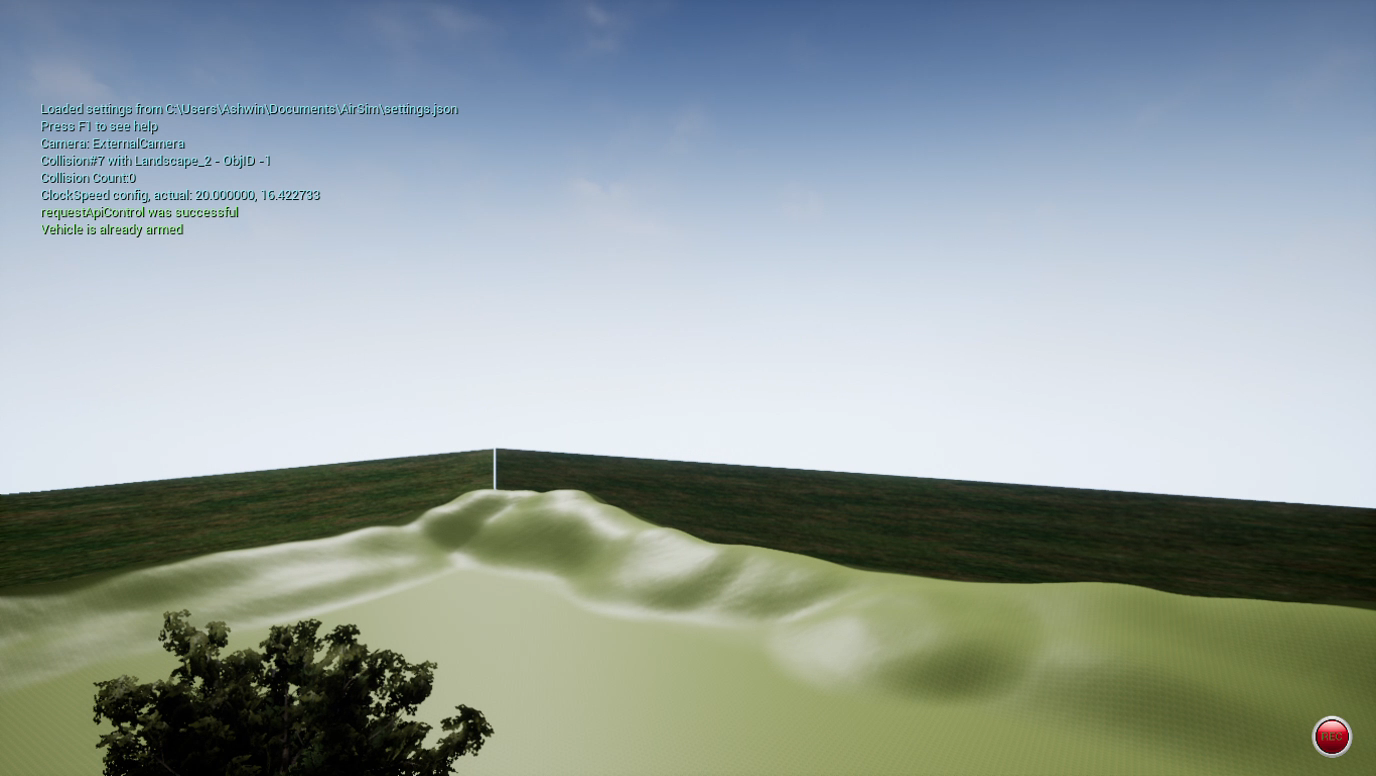 Loaded settings from C:\Users\Ashwin\Documents\AirSim\settings.json
Press F1 to see help
Camera: ExternalCamera
Collision#7 with Landscape_2 - ObjID -1
Collision Count:0
ClockSpeed config, actual: 20.000000, 16.422733
requestApiControl was successful
Vehicle is already armed
REC